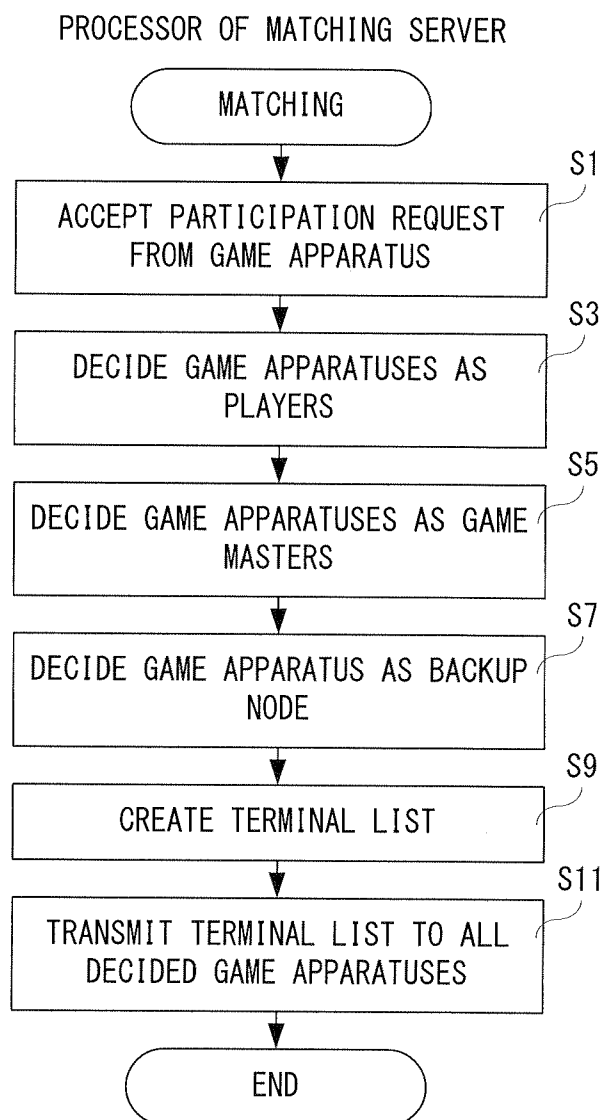 PROCESSOR OF MATCHING SERVER
MATCHING
S1
ACCEPT PARTICIPATION REQUEST
FROM GAME APPARATUS
S3
DECIDE GAME APPARATUSES AS
PLAYERS
S5
DECIDE GAME APPARATUSES AS GAME
MASTERS
S7
DECIDE GAME APPARATUS AS BACKUP
NODE
S9
CREATE TERMINAL LIST
S11
TRANSMIT TERMINAL LIST TO ALL
DECIDED GAME APPARATUSES
END